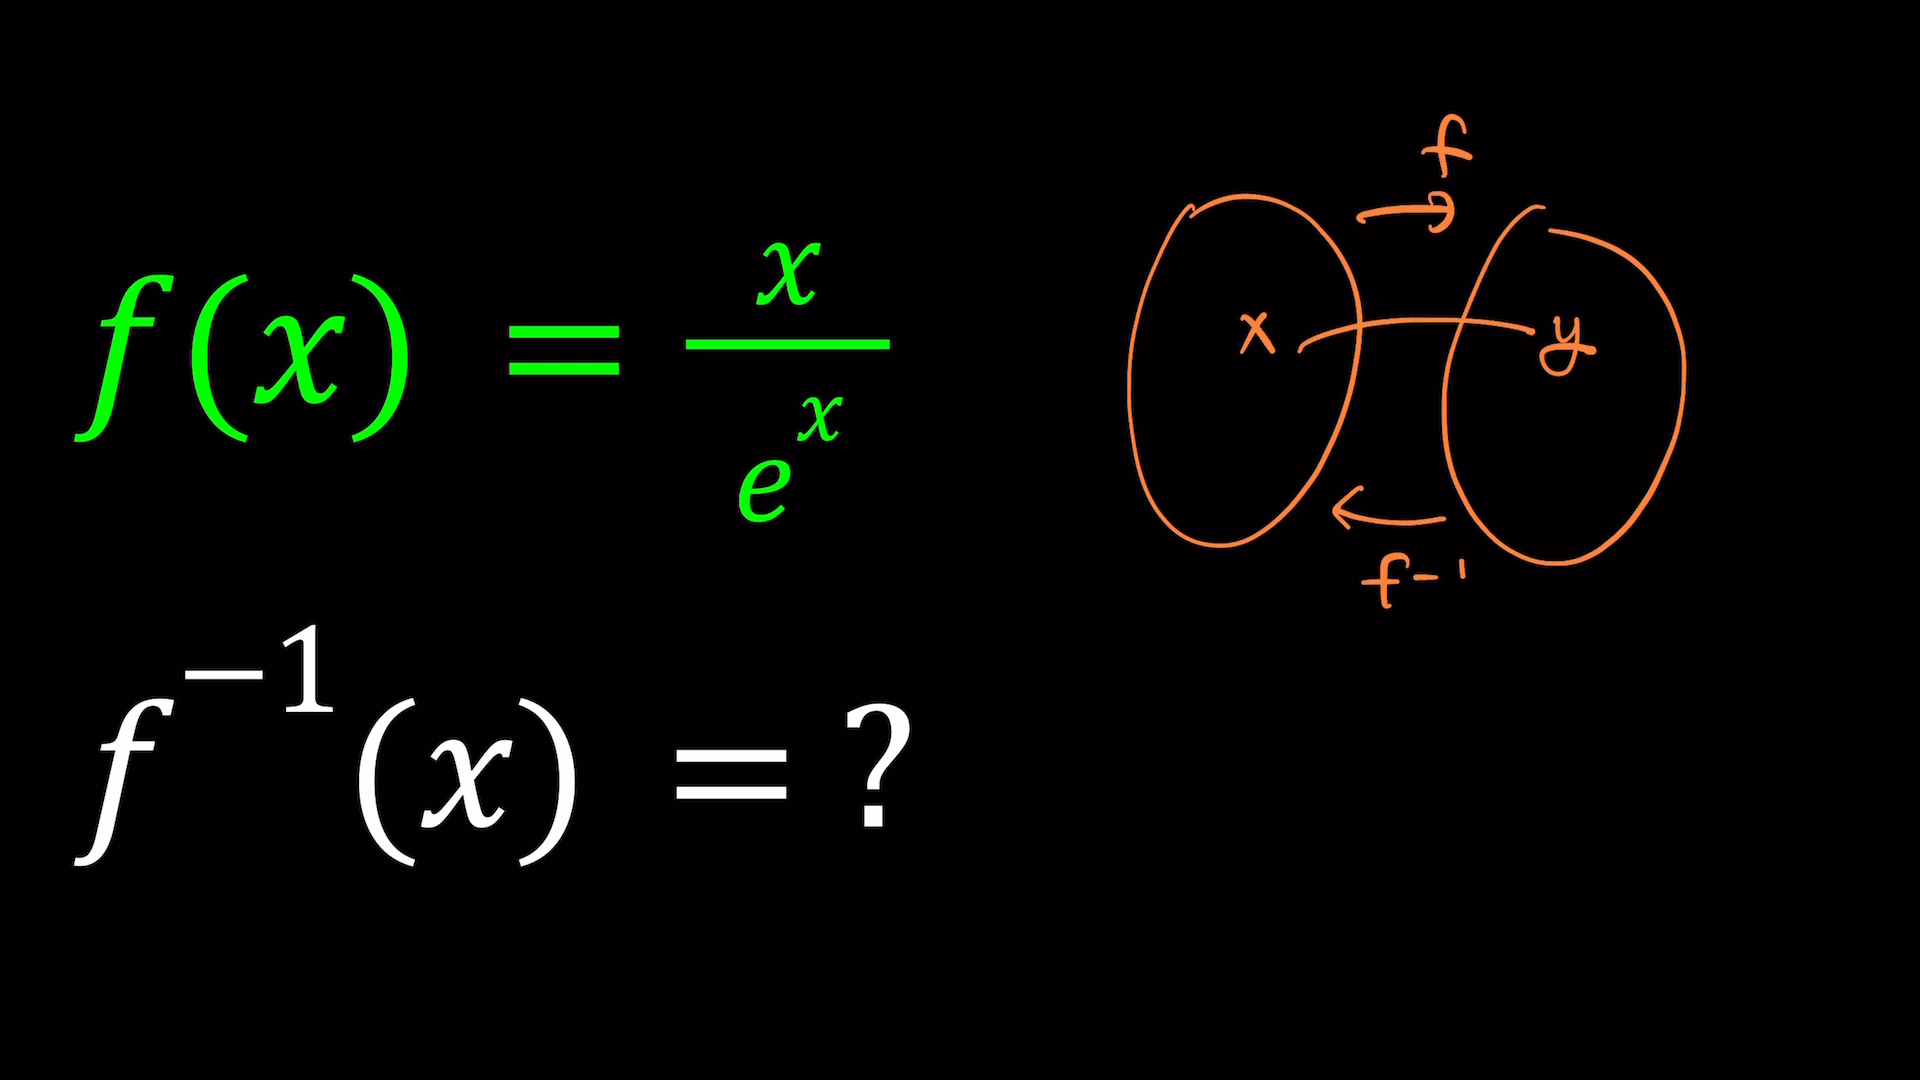 f(x) = x/e^x
f^−1(x) = ?
f
x y
f-1